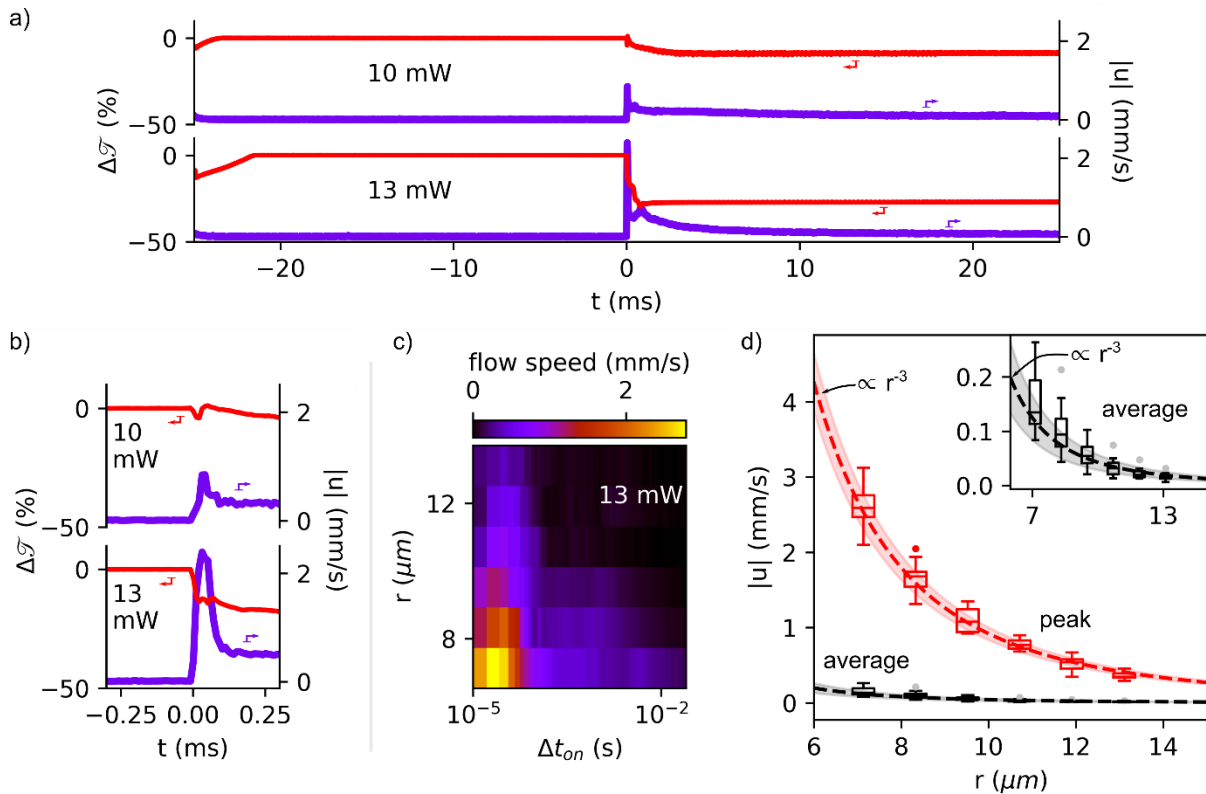 a)
0
−50
0
−50
Δ𝒯 (%)
10 mW
13 mW
2
0
2
0
|u| (mm/s)
−20
−10
0
10
20
t (ms)
b)
0
−50
0
−50
Δ𝒯 (%)
10
mW
13
mW
2
0
2
0
|u| (mm/s)
−0.25
0.00
0.25
t (ms)
c)
flow speed (mm/s)
0
2
13 mW
12
8
r (μm)
10⁻⁵
10⁻²
Δtₒₙ (s)
d)
∝ r⁻³
4
3
2
1
0
|u| (mm/s)
peak
average
6
8
10
12
14
r (μm)
∝ r⁻³
average
0.2
0.1
0.0
7
13